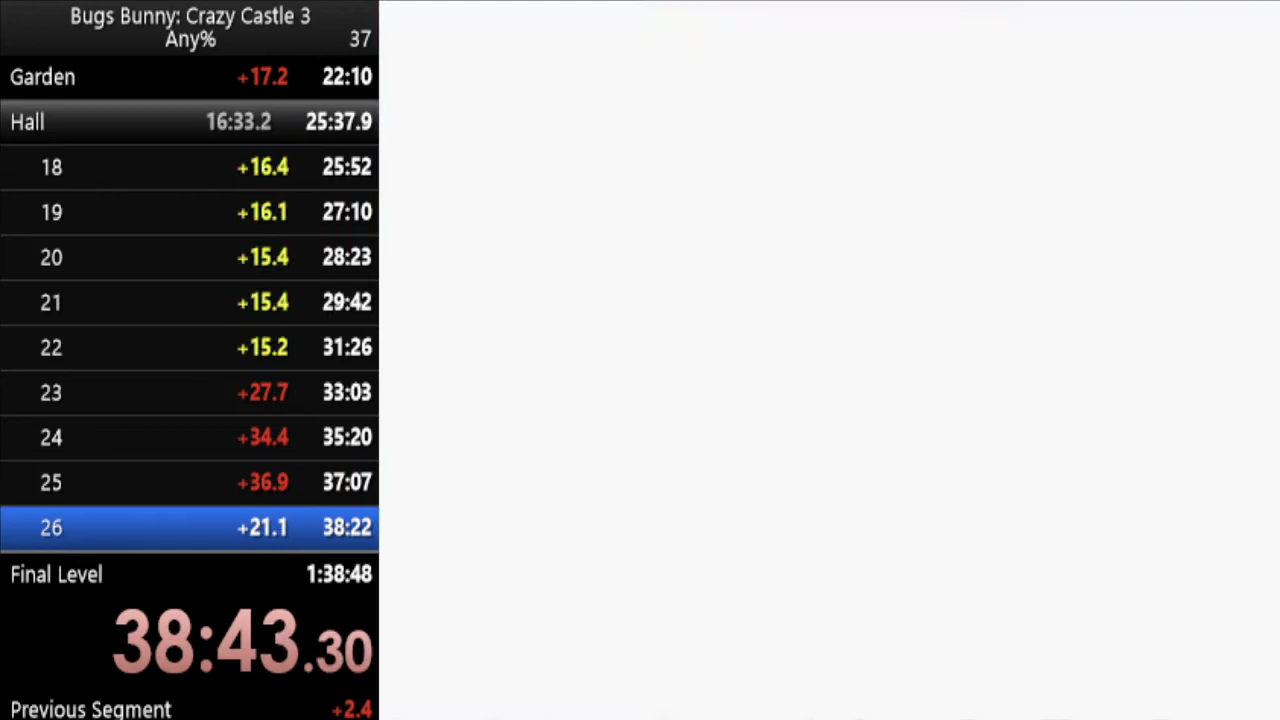 Bugs Bunny: Crazy Castle 3
Any% 37
Garden +17.2 22:10
Hall 16:33.2 25:37.9
18 +16.4 25:52
19 +16.1 27:10
20 +15.4 28:23
21 +15.4 29:42
22 +15.2 31:26
23 +27.7 33:03
24 +34.4 35:20
25 +36.9 37:07
26 +21.1 38:22
Final Level 1:38:48
38:43.30
Previous Segment +2.4